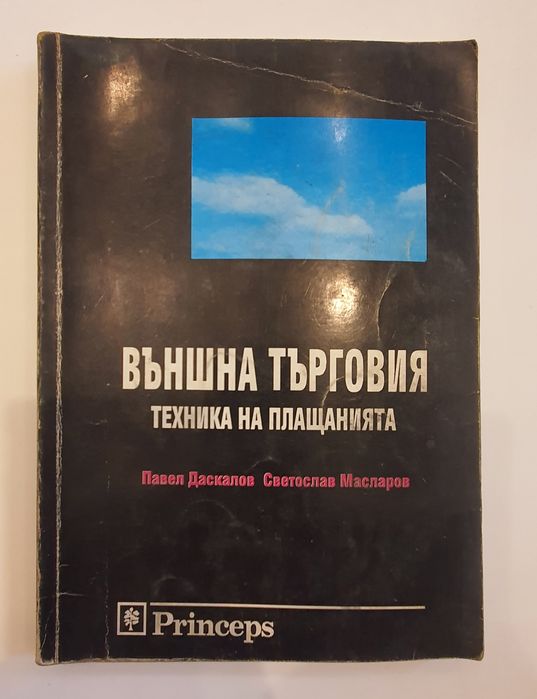 ВЪНШНА ТЪРГОВИЯ
ТЕХНИКА НА ПЛАЩАНИЯТА
Павел Даскалов Светослав Масларов
Princeps